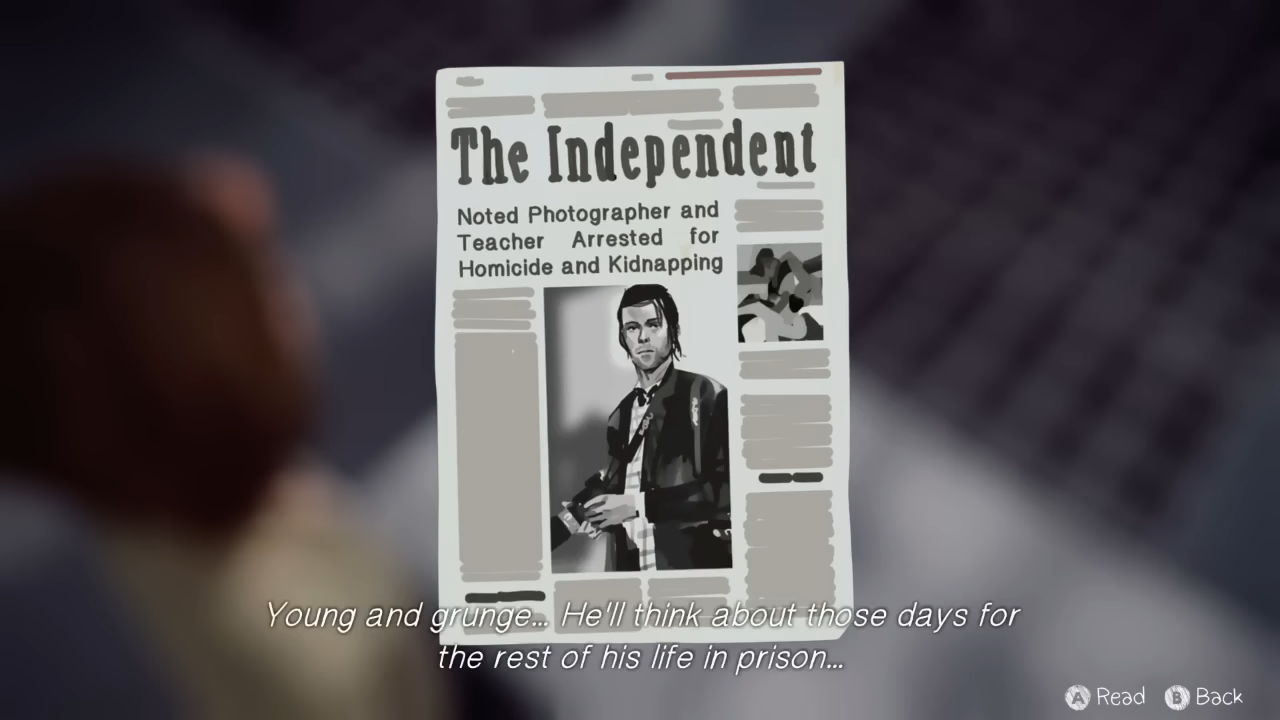 The Independent
Noted Photographer and
Teacher Arrested for
Homicide and Kidnapping
Young and grunge... He'll think about those days for
the rest of his life in prison...
A Read B Back